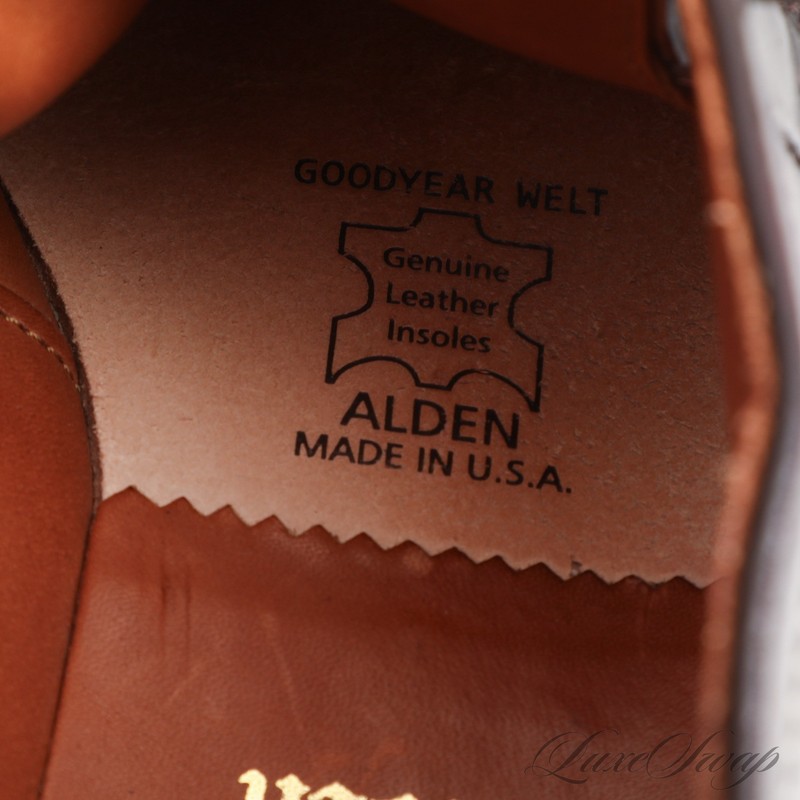 GOODYEAR WELT
Genuine
Leather
Insoles
ALDEN
MADE IN U.S.A.
LuxeSwap